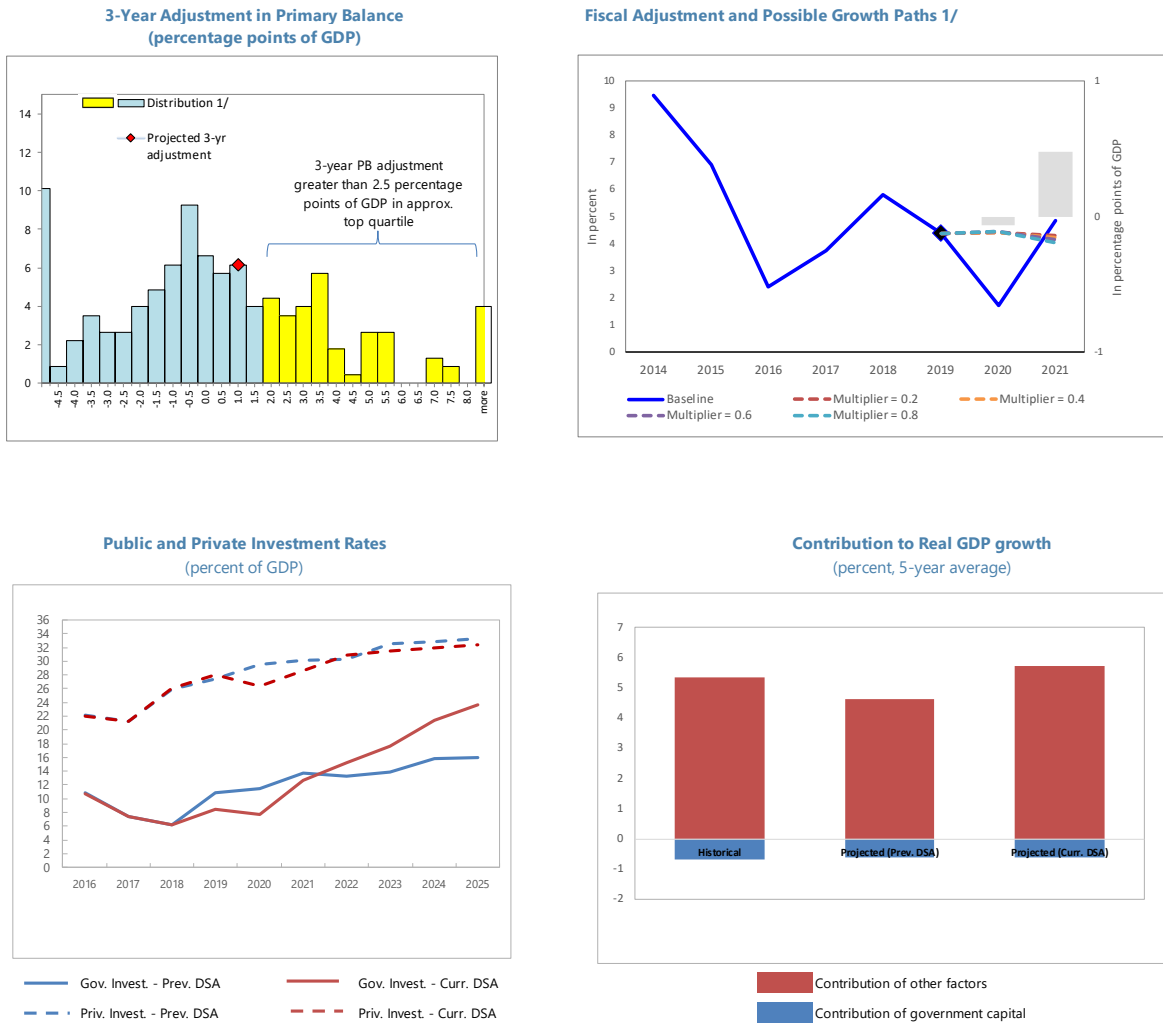 3-Year Adjustment in Primary Balance
(percentage points of GDP)
14
12
10
8
6
4
2
0
Distribution 1/
Projected 3-yr
adjustment
3-year PB adjustment
greater than 2.5 percentage
points of GDP in approx.
top quartile
-4.5
-4.0
-3.5
-3.0
-2.5
-2.0
-1.5
-1.0
-0.5
0.0
0.5
1.0
1.5
2.0
2.5
3.0
3.5
4.0
4.5
5.0
5.5
6.0
6.5
7.0
7.5
8.0
more
Fiscal Adjustment and Possible Growth Paths 1/
In percent
10
9
8
7
6
5
4
3
2
1
0
1
0
-1
In percentage points of GDP
2014 2015 2016 2017 2018 2019 2020 2021
Baseline Multiplier = 0.2 Multiplier = 0.4
Multiplier = 0.6 Multiplier = 0.8
Public and Private Investment Rates
(percent of GDP)
36
34
32
30
28
26
24
22
20
18
16
14
12
10
8
6
4
2
0
2016 2017 2018 2019 2020 2021 2022 2023 2024 2025
Gov. Invest. - Prev. DSA Gov. Invest. - Curr. DSA
Priv. Invest. - Prev. DSA Priv. Invest. - Curr. DSA
Contribution to Real GDP growth
(percent, 5-year average)
7
6
5
4
3
2
1
0
-1
-2
Historical Projected (Prev. DSA) Projected (Curr. DSA)
Contribution of other factors
Contribution of government capital